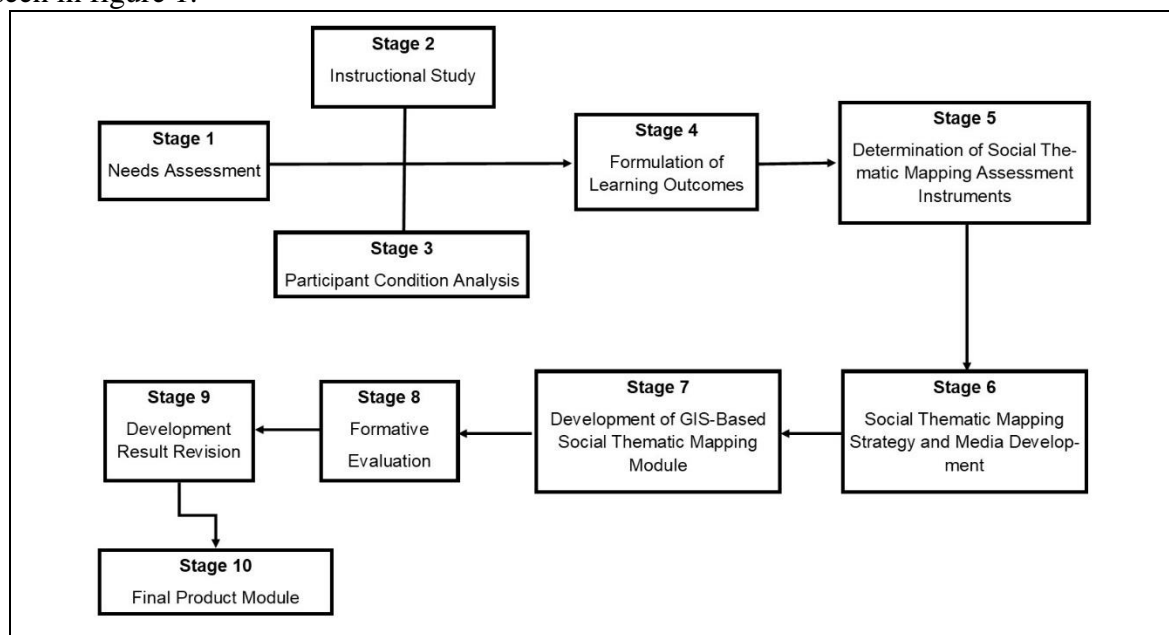 seen in figure 1.
Stage 2
Instructional Study
Stage 1
Needs Assessment
Stage 3
Participant Condition Analysis
Stage 4
Formulation of
Learning Outcomes
Stage 5
Determination of Social The-
matic Mapping Assessment
Instruments
Stage 6
Social Thematic Mapping
Strategy and Media Develop-
ment
Stage 7
Development of GIS-Based
Social Thematic Mapping
Module
Stage 8
Formative
Evaluation
Stage 9
Development
Result Revision
Stage 10
Final Product Module